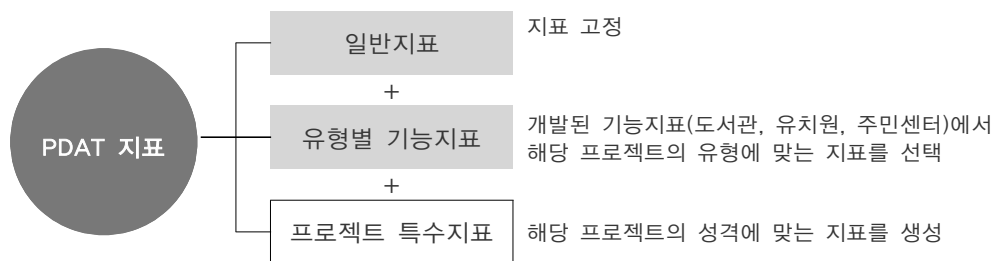 PDAT 지표
일반지표
지표 고정
+
유형별 기능지표
개발된 기능지표(도서관, 유치원, 주민센터)에서
해당 프로젝트의 유형에 맞는 지표를 선택
+
프로젝트 특수지표
해당 프로젝트의 성격에 맞는 지표를 생성